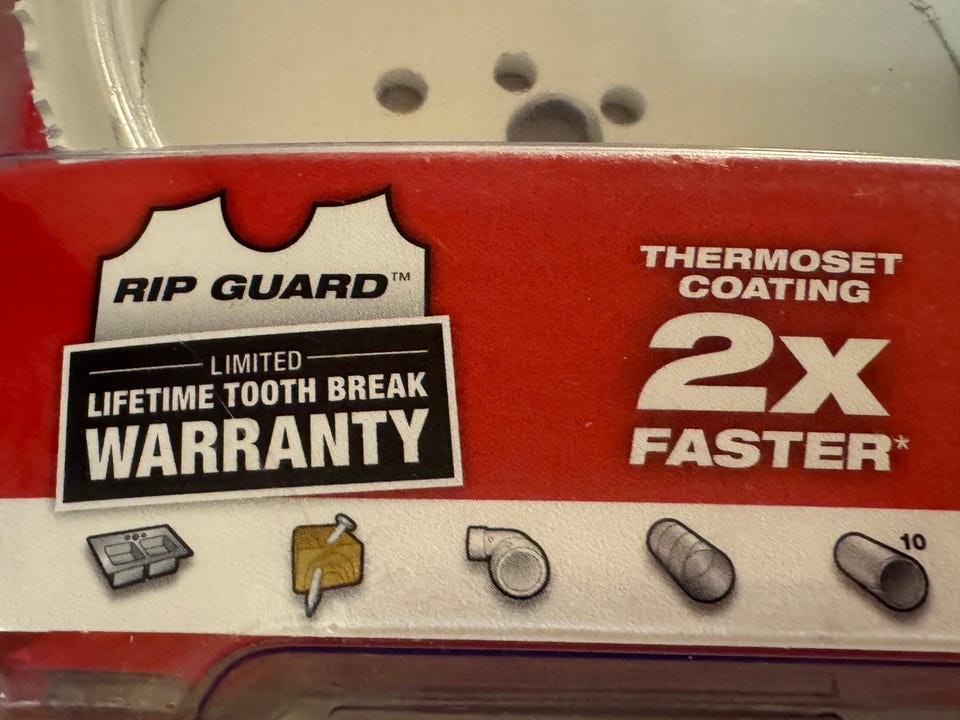 RIP GUARD™
LIMITED
LIFETIME TOOTH BREAK
WARRANTY
THERMOSET
COATING
2x
FASTER*
10